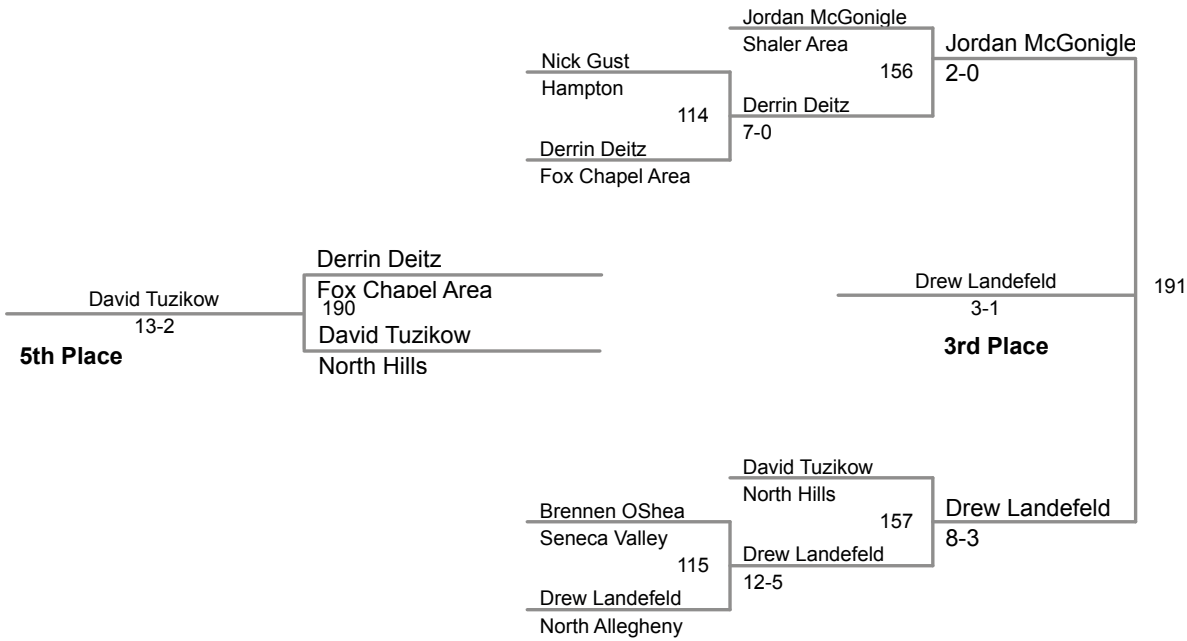 Jordan McGonigle
Shaler Area
Jordan McGonigle
2-0
156
Nick Gust
Hampton
114
Derrin Deitz
7-0
Derrin Deitz
Fox Chapel Area
Derrin Deitz
Fox Chapel Area
190
David Tuzikow
North Hills
David Tuzikow
13-2
5th Place
Drew Landefeld
3-1
3rd Place
191
David Tuzikow
North Hills
157
Drew Landefeld
8-3
Brennen OShea
Seneca Valley
115
Drew Landefeld
12-5
Drew Landefeld
North Allegheny